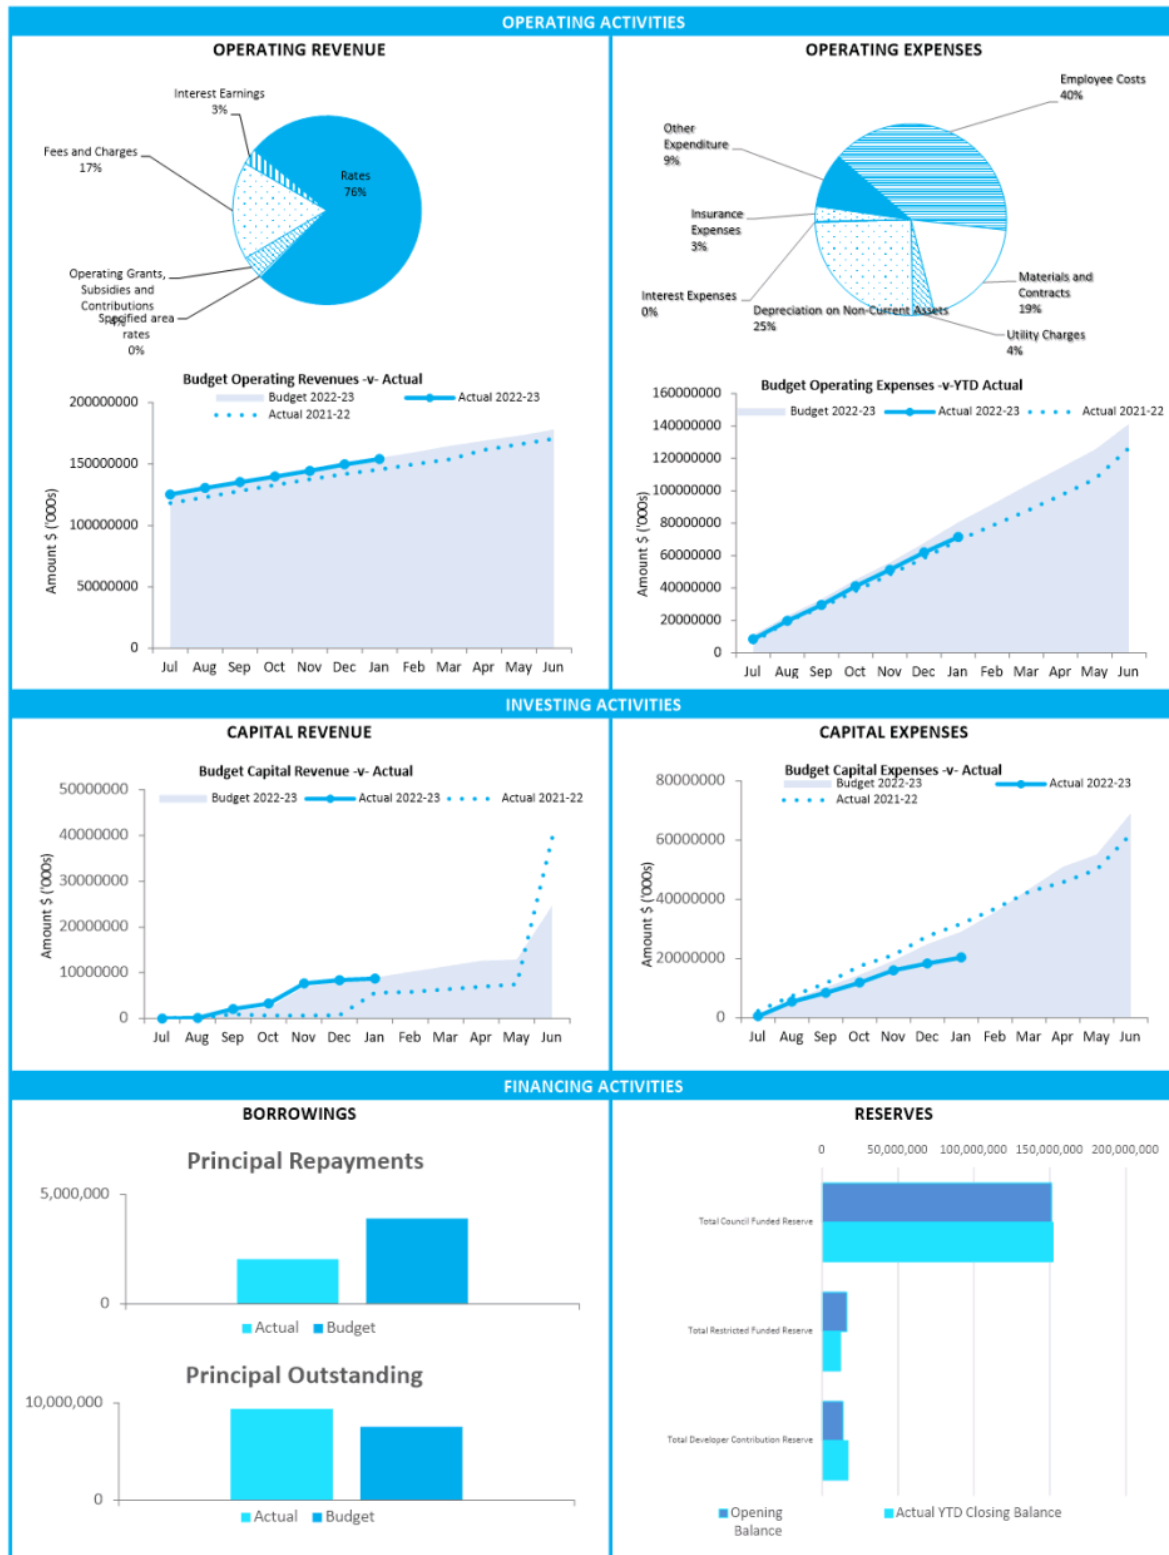 OPERATING ACTIVITIES
OPERATING REVENUE
Interest Earnings
3%
Fees and Charges
17%
Rates
76%
Operating Grants,
Subsidies and
Contributions
4%
Specified area
rates
0%
OPERATING EXPENSES
Employee Costs
40%
Other
Expenditure
9%
Insurance
Expenses
3%
Interest Expenses
0%
Depreciation on Non-Current Assets
25%
Materials and
Contracts
19%
Utility Charges
4%
Budget Operating Revenues -v- Actual
Budget 2022-23
Actual 2022-23
Actual 2021-22
Amount $ ('000s)
200000000
150000000
100000000
50000000
0
Jul Aug Sep Oct Nov Dec Jan Feb Mar Apr May Jun
Budget Operating Expenses -v-YTD Actual
Budget 2022-23
Actual 2022-23
Actual 2021-22
Amount $ ('000s)
160000000
140000000
120000000
100000000
80000000
60000000
40000000
20000000
0
Jul Aug Sep Oct Nov Dec Jan Feb Mar Apr May Jun
INVESTING ACTIVITIES
CAPITAL REVENUE
Budget Capital Revenue -v- Actual
Budget 2022-23
Actual 2022-23
Actual 2021-22
Amount $ ('000s)
50000000
40000000
30000000
20000000
10000000
0
Jul Aug Sep Oct Nov Dec Jan Feb Mar Apr May Jun
CAPITAL EXPENSES
Budget Capital Expenses -v- Actual
Budget 2022-23
Actual 2022-23
Actual 2021-22
Amount $ ('000s)
80000000
60000000
40000000
20000000
0
Jul Aug Sep Oct Nov Dec Jan Feb Mar Apr May Jun
FINANCING ACTIVITIES
BORROWINGS
Principal Repayments
5,000,000
0
Actual Budget
Principal Outstanding
10,000,000
0
Actual Budget
RESERVES
0 50,000,000 100,000,000 150,000,000 200,000,000
Total Council Funded Reserve
Total Restricted Funded Reserve
Total Developer Contribution Reserve
Opening
Balance
Actual YTD Closing Balance